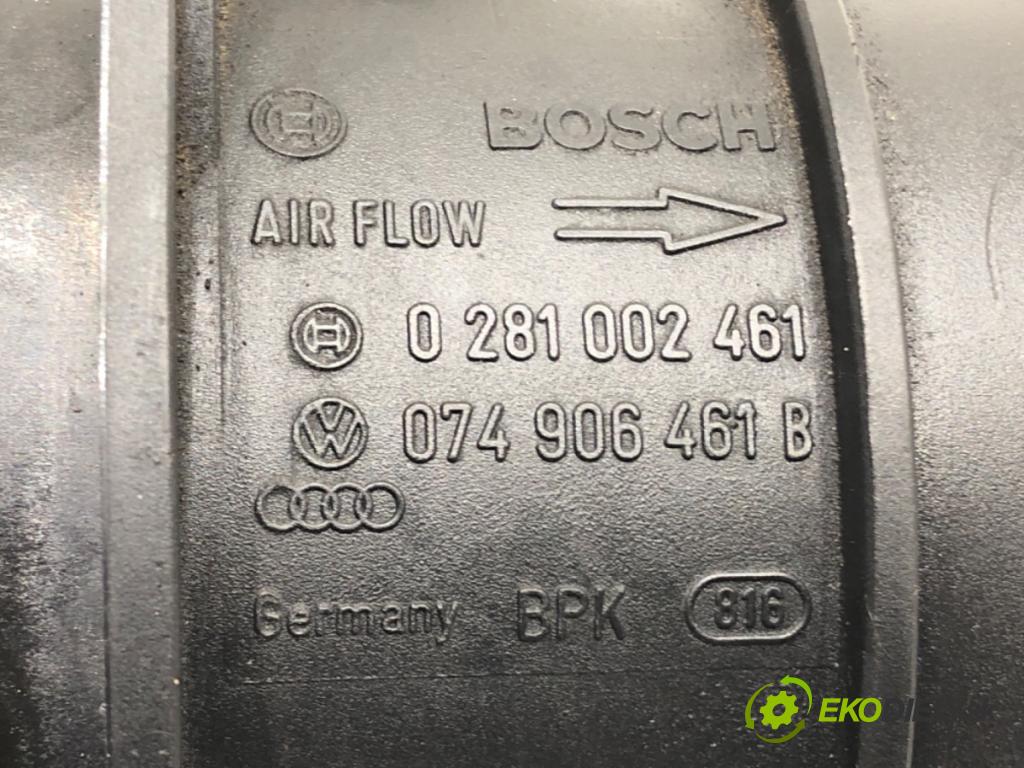 BOSCH
AIR FLOW
0 281 002 461
074 906 461 B
Germany BPK 816
EKO